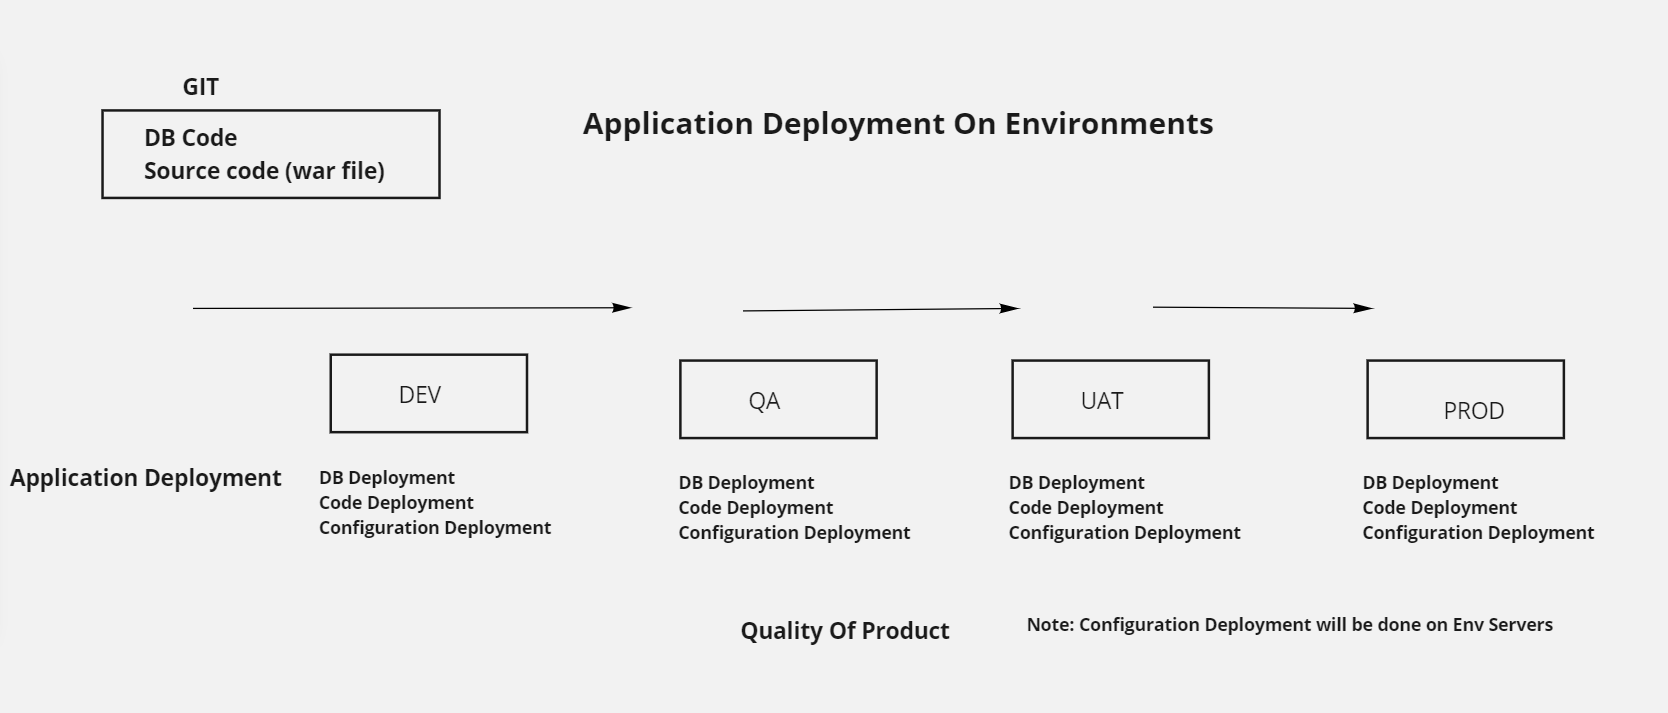 GIT
DB Code
Source code (war file)
Application Deployment On Environments
DEV
QA
UAT
PROD
Application Deployment
DB Deployment
Code Deployment
Configuration Deployment
DB Deployment
Code Deployment
Configuration Deployment
DB Deployment
Code Deployment
Configuration Deployment
DB Deployment
Code Deployment
Configuration Deployment
Quality Of Product
Note: Configuration Deployment will be done on Env Servers